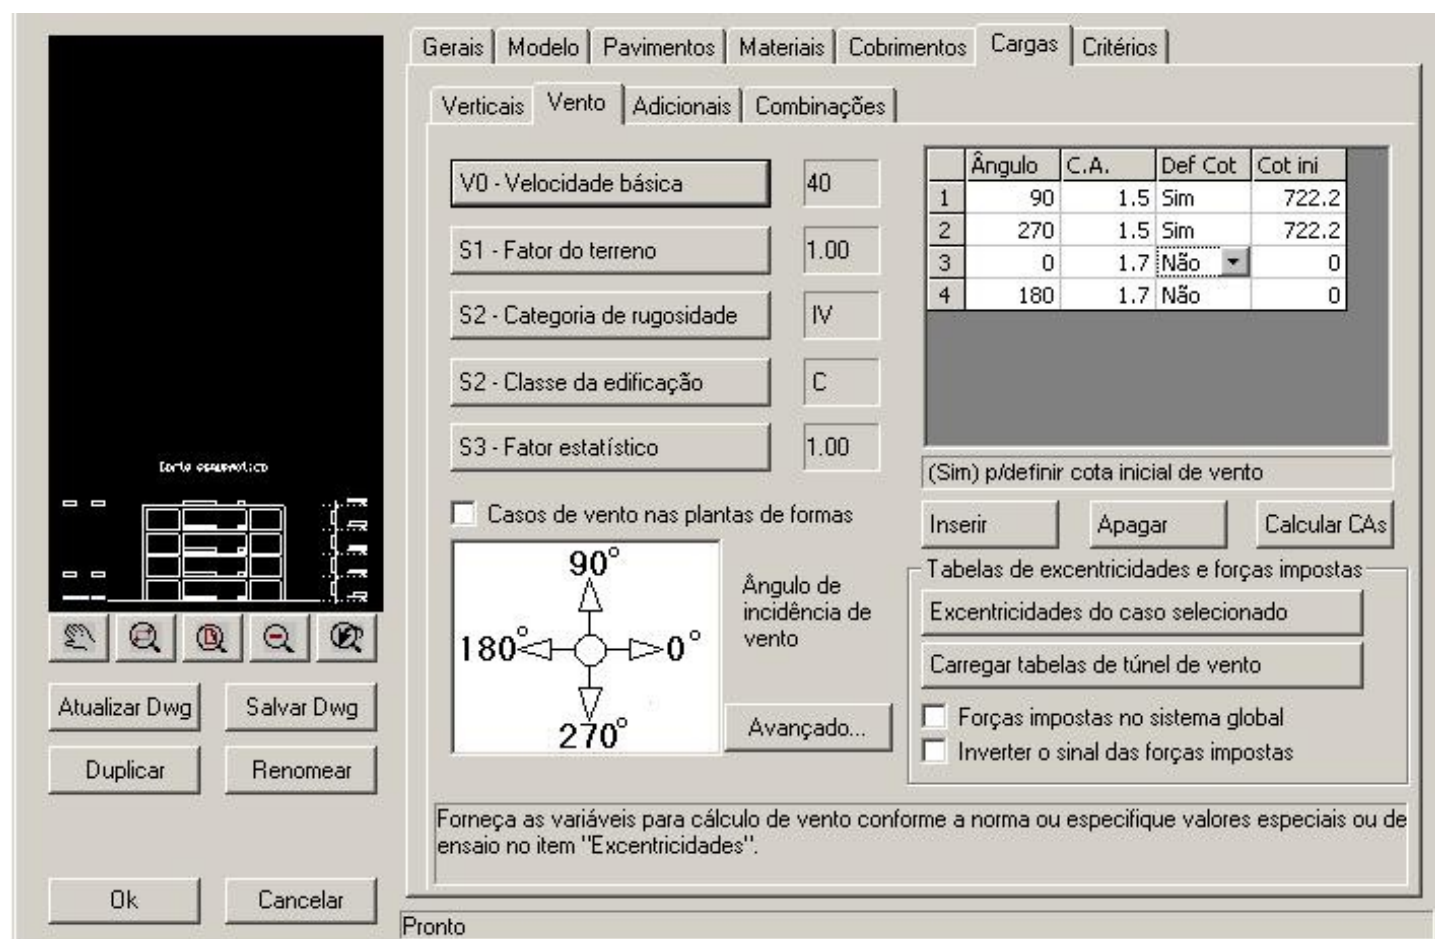 Gerais Modelo Pavimentos Materiais Cobrimentos Cargas Critérios
Verticais Vento Adicionais Combinações
V0 - Velocidade básica 40
S1 - Fator do terreno 1.00
S2 - Categoria de rugosidade IV
S2 - Classe da edificação C
S3 - Fator estatístico 1.00
Ângulo C.A. Def Cot Cot ini
1 90 1.5 Sim 722.2
2 270 1.5 Sim 722.2
3 0 1.7 Não 0
4 180 1.7 Não 0
(Sim) p/definir cota inicial de vento
Inserir Apagar Calcular CAs
Casos de vento nas plantas de formas
90°
180° 0°
270°
Ângulo de
incidência de
vento
Avançado...
Tabelas de excentricidades e forças impostas
Excentricidades do caso selecionado
Carregar tabelas de túnel de vento
Forças impostas no sistema global
Inverter o sinal das forças impostas
Forneça as variáveis para cálculo de vento conforme a norma ou especifique valores especiais ou de
ensaio no item "Excentricidades".
Corte esquemático
Atualizar Dwg Salvar Dwg
Duplicar Renomear
Ok Cancelar
Pronto